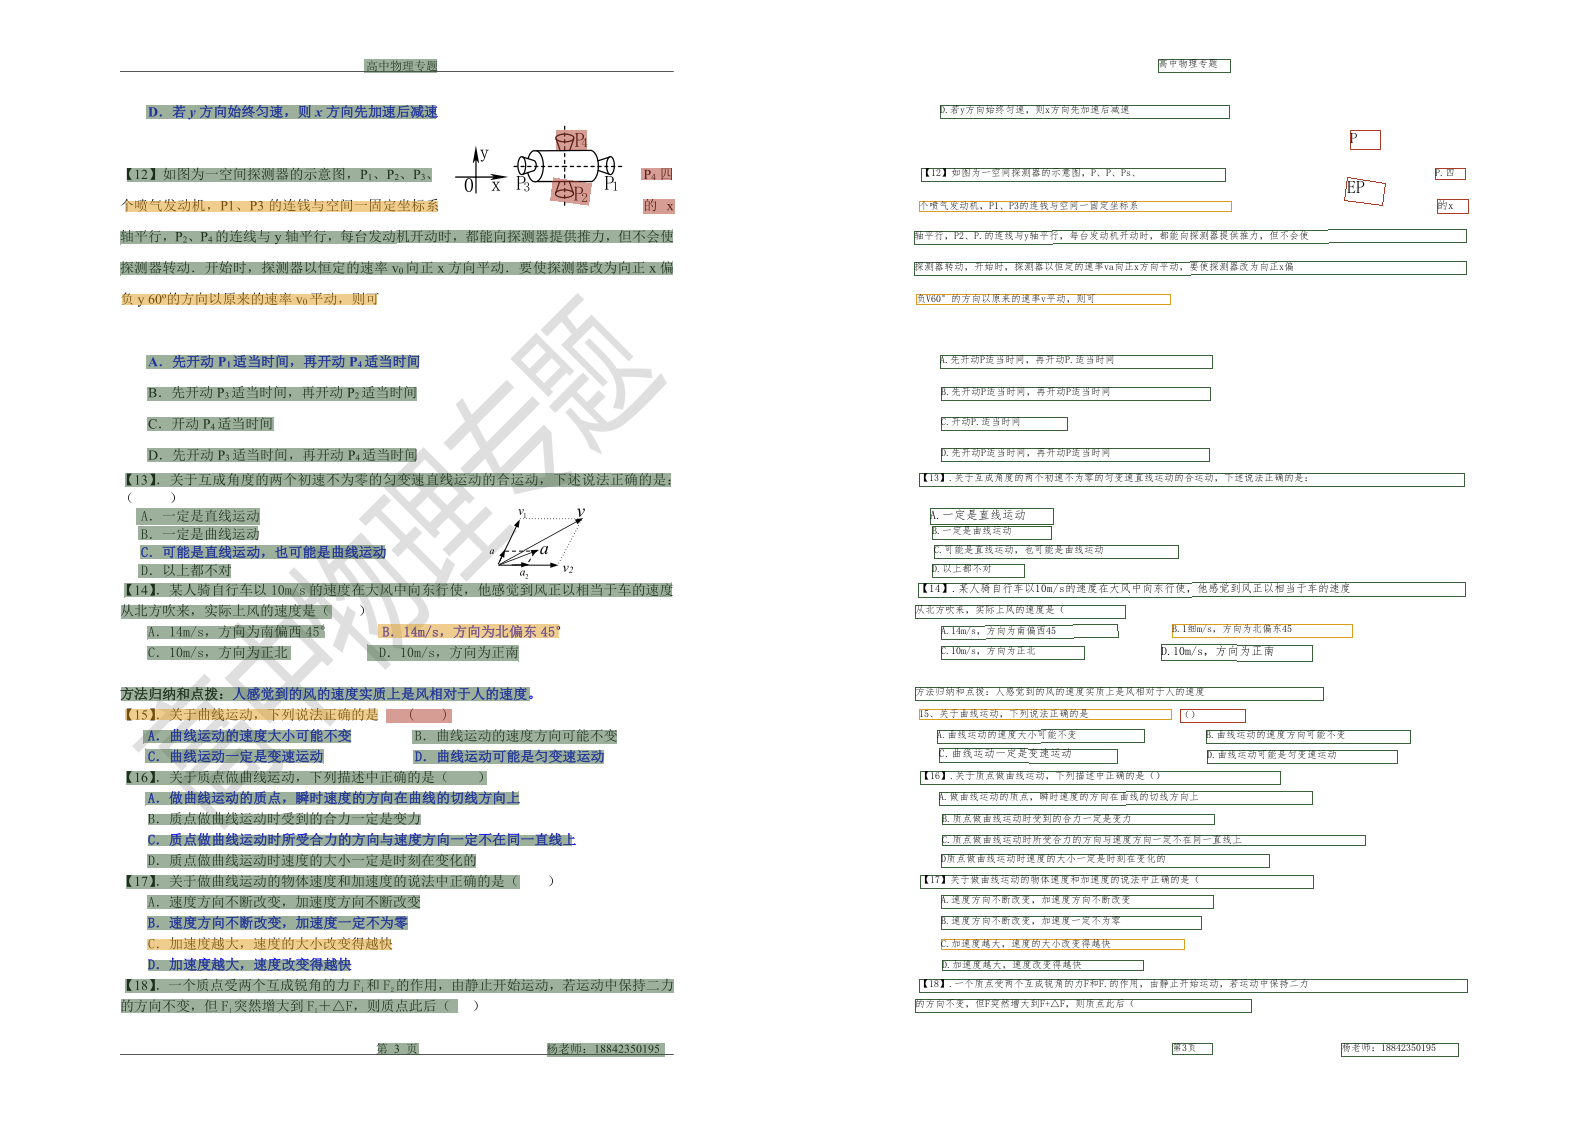 高中物理专题
D．若 y 方向始终匀速，则 x 方向先加速后减速
y
0
x
P4
P3
P2
P1
【12】如图为一空间探测器的示意图，P1、P2、P3、 P4 四
个喷气发动机，P1、P3 的连钱与空间一固定坐标系 的 x
轴平行，P2、P4 的连线与 y 轴平行，每台发动机开动时，都能向探测器提供推力，但不会使
探测器转动．开始时，探测器以恒定的速率 v0 向正 x 方向平动．要使探测器改为向正 x 偏
负 y 60º的方向以原来的速率 v0 平动，则可
A．先开动 P1 适当时间，再开动 P4 适当时间
B．先开动 P3 适当时间，再开动 P2 适当时间
C．开动 P4 适当时间
D．先开动 P3 适当时间，再开动 P4 适当时间
【13】．关于互成角度的两个初速不为零的匀变速直线运动的合运动，下述说法正确的是：
（　　）
A．一定是直线运动
B．一定是曲线运动
C．可能是直线运动，也可能是曲线运动
D．以上都不对
v1
v
a
a
a2
v2
【14】．某人骑自行车以 10m/s 的速度在大风中向东行使，他感觉到风正以相当于车的速度
从北方吹来，实际上风的速度是（　　）
A．14m/s，方向为南偏西 45° B．14m/s，方向为北偏东 45°
C．10m/s，方向为正北 D．10m/s，方向为正南
方法归纳和点拨：人感觉到的风的速度实质上是风相对于人的速度。
【15】．关于曲线运动，下列说法正确的是 （　　）
A．曲线运动的速度大小可能不变 B．曲线运动的速度方向可能不变
C．曲线运动一定是变速运动 D．曲线运动可能是匀变速运动
【16】．关于质点做曲线运动，下列描述中正确的是（　　）
A．做曲线运动的质点，瞬时速度的方向在曲线的切线方向上
B．质点做曲线运动时受到的合力一定是变力
C．质点做曲线运动时所受合力的方向与速度方向一定不在同一直线上
D．质点做曲线运动时速度的大小一定是时刻在变化的
【17】．关于做曲线运动的物体速度和加速度的说法中正确的是（　　）
A．速度方向不断改变，加速度方向不断改变
B．速度方向不断改变，加速度一定不为零
C．加速度越大，速度的大小改变得越快
D．加速度越大，速度改变得越快
【18】．一个质点受两个互成锐角的力 F1 和 F2 的作用，由静止开始运动，若运动中保持二力
的方向不变，但 F1 突然增大到 F1＋△F，则质点此后（　　）
第 3 页
杨老师：18842350195
高中物理专题
高中物理专题
D.若y方向始终匀速，则x方向先加速后减速
P
【12】如图为一空间探测器的示意图，P、P、Ps、 P.四
EP
个喷气发动机，P1、P3的连钱与空间一固定坐标系 的x
轴平行，P2、P.的连线与y轴平行，每台发动机开动时，都能向探测器提供推力，但不会使
探测器转动，开始时，探测器以恒定的速率va向正x方向平动，要使探测器改为向正x偏
负V60°的方向以原来的速率v平动，则可
A.先开动P适当时间，再开动P.适当时间
B.先开动P适当时间，再开动P适当时间
C.开动P.适当时间
D.先开动P适当时间，再开动P适当时间
【13】.关于互成角度的两个初速不为零的匀变速直线运动的合运动，下述说法正确的是：
A.一定是直线运动
B.一定是曲线运动
C.可能是直线运动，也可能是曲线运动
D.以上都不对
【14】.某人骑自行车以10m/s的速度在大风中向东行使，他感觉到风正以相当于车的速度
从北方吹来，实际上风的速度是（
A.14m/s，方向为南偏西45 B.1细m/s，方向为北偏东45
C.10m/s，方向为正北 D.10m/s，方向为正南
方法归纳和点拨：人感觉到的风的速度实质上是风相对于人的速度
15、关于曲线运动，下列说法正确的是 （）
A.曲线运动的速度大小可能不变 B.曲线运动的速度方向可能不变
C.曲线运动一定是变速运动 D.曲线运动可能是匀变速运动
【16】.关于质点做曲线运动，下列描述中正确的是（）
A.做曲线运动的质点，瞬时速度的方向在曲线的切线方向上
B.质点做曲线运动时受到的合力一定是变力
C.质点做曲线运动时所受合力的方向与速度方向一定不在同一直线上
D质点做曲线运动时速度的大小一定是时刻在变化的
【17】关于做曲线运动的物体速度和加速度的说法中正确的是（
A.速度方向不断改变，加速度方向不断改变
B.速度方向不断改变，加速度一定不为零
C.加速度越大，速度的大小改变得越快
D.加速度越大，速度改变得越快
【18】.一个质点受两个互成锐角的力F和F.的作用，由静止开始运动，若运动中保持二力
的方向不变，但F突然增大到F+△F，则质点此后（
第3页
杨老师：18842350195